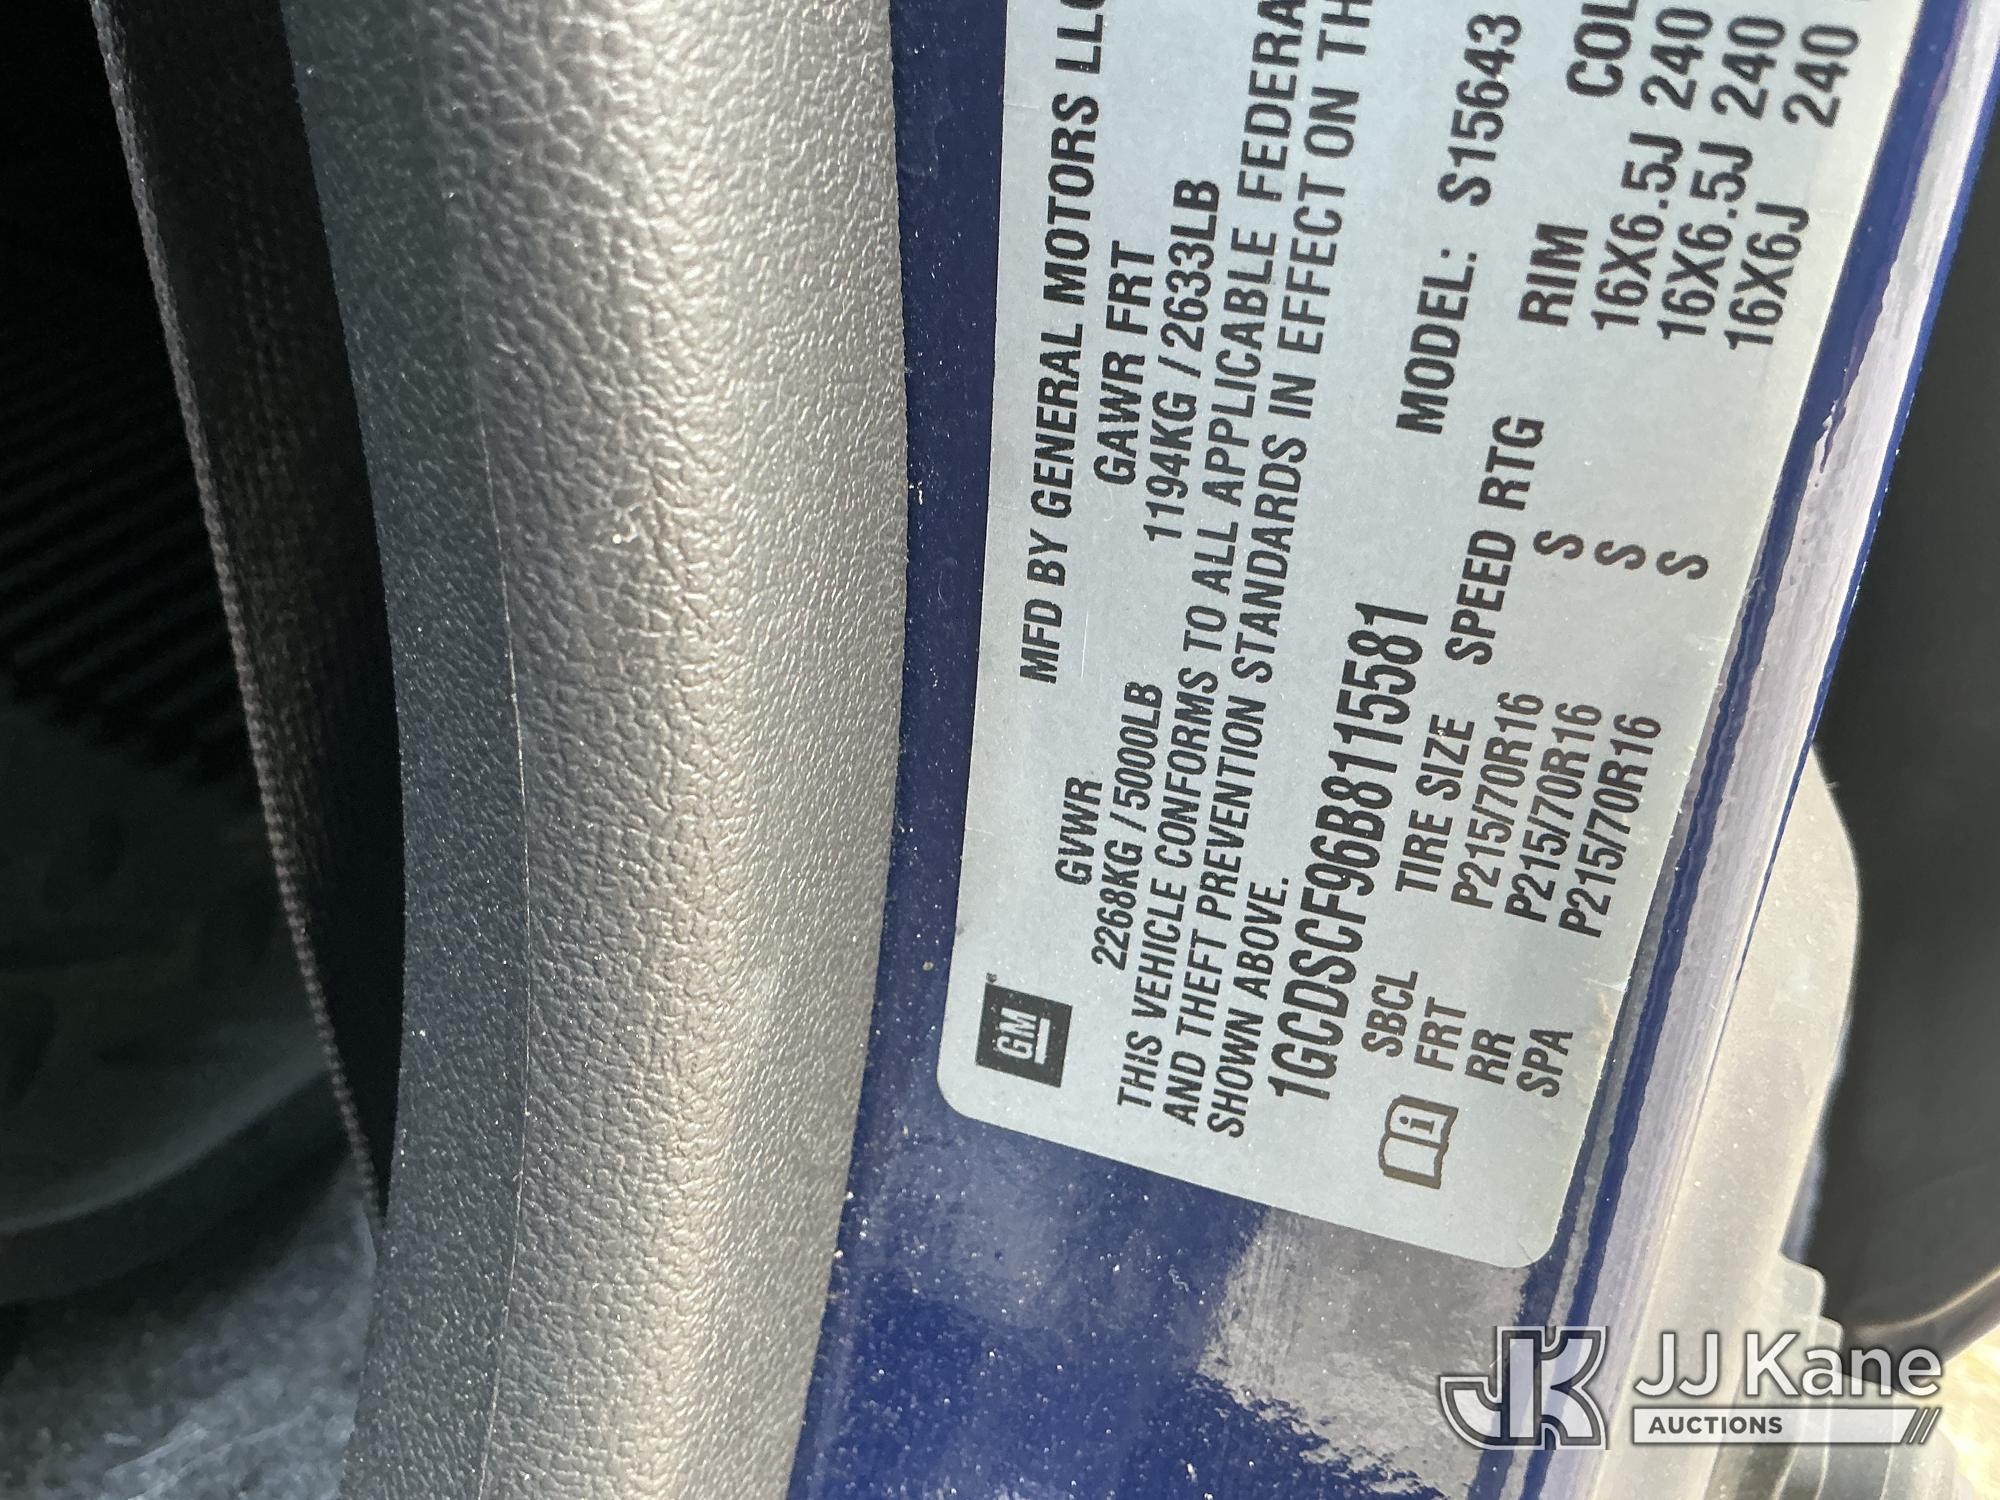 GM
MFD BY GENERAL MOTORS LLC
GVWR GAWR FRT
2268KG / 5000LB 1194KG / 2633LB
THIS VEHICLE CONFORMS TO ALL APPLICABLE FEDERA
AND THEFT PREVENTION STANDARDS IN EFFECT ON TH
SHOWN ABOVE.
1GCDSCF96B8115581 MODEL: S15643
SBCL TIRE SIZE SPEED RTG RIM COL
FRT P215/70R16 S 16X6.5J 240
RR P215/70R16 S 16X6.5J 240
SPA P215/70R16 S 16X6J 240
JJ Kane
AUCTIONS